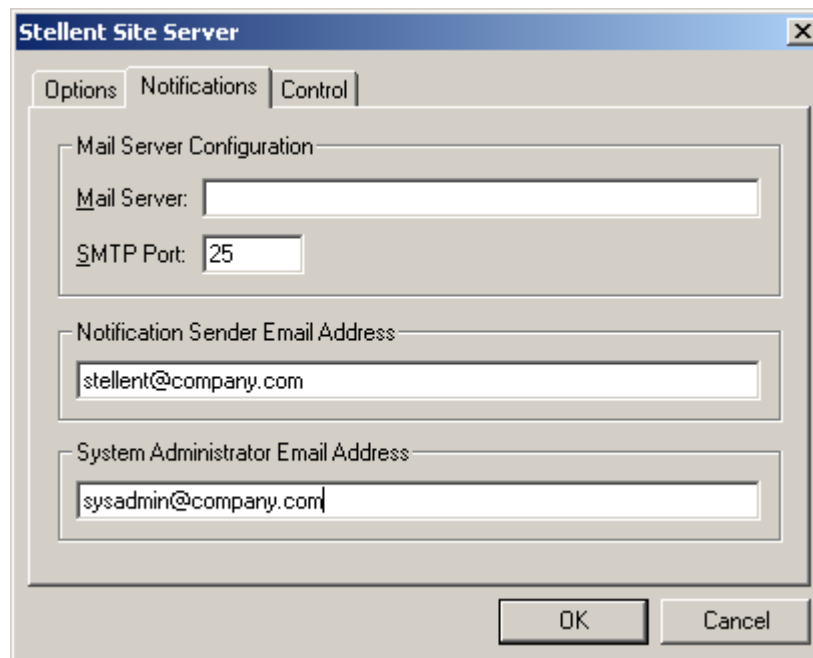 Stellent Site Server
Options Notifications Control
Mail Server Configuration
Mail Server:
SMTP Port: 25
Notification Sender Email Address
stellent@company.com
System Administrator Email Address
sysadmin@company.com
OK Cancel